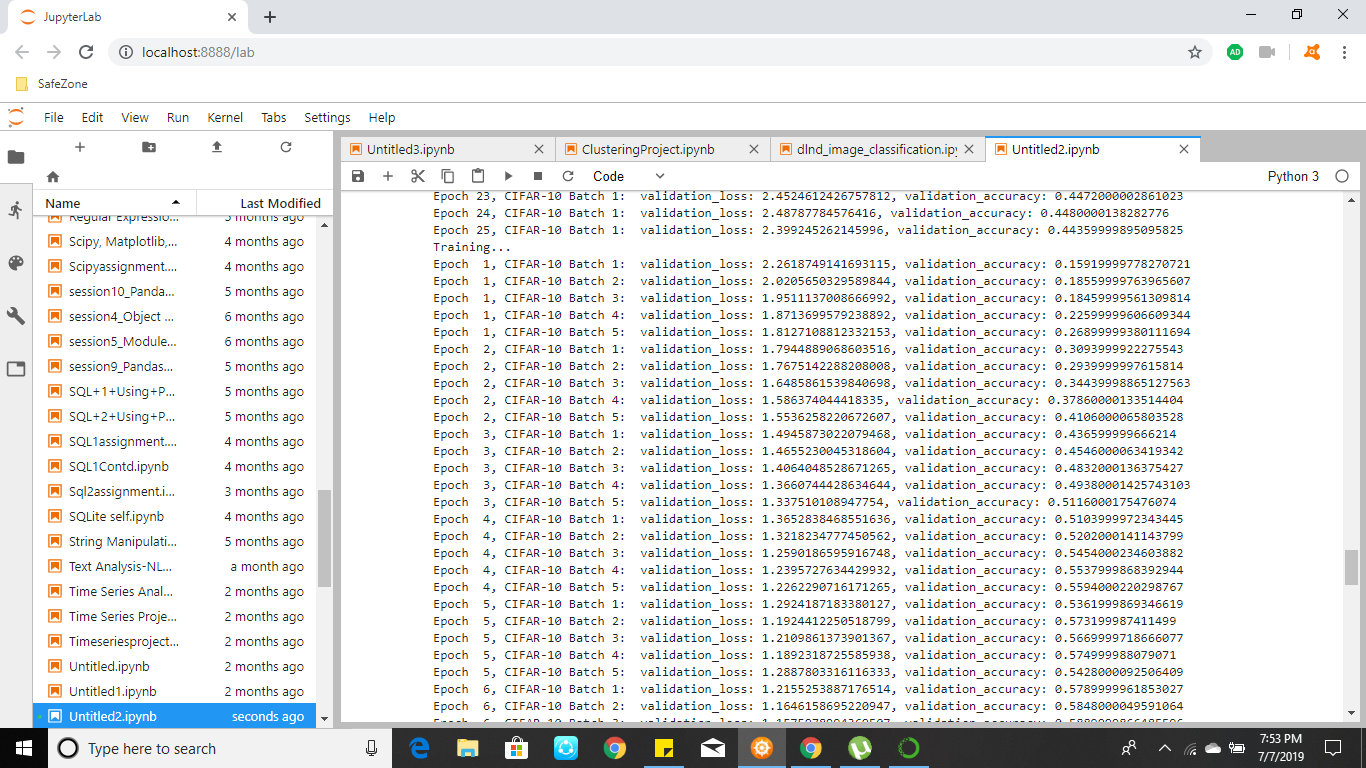 JupyterLab
localhost:8888/lab
AD
SafeZone
File Edit View Run Kernel Tabs Settings Help
Name Last Modified
Regular Expressio... 5 months ago
Scipy, Matplotlib,... 4 months ago
Scipyassignment.... 4 months ago
session10_Panda... 5 months ago
session4_Object ... 6 months ago
session5_Module... 6 months ago
session9_Pandas... 5 months ago
SQL+1+Using+P... 5 months ago
SQL+2+Using+P... 5 months ago
SQL1assignment.... 4 months ago
SQL1Contd.ipynb 4 months ago
Sql2assignment.i... 3 months ago
SQLite self.ipynb 4 months ago
String Manipulati... 5 months ago
Text Analysis-NL... a month ago
Time Series Anal... 2 months ago
Time Series Proje... 2 months ago
Timeseriesproject... 2 months ago
Untitled.ipynb 2 months ago
Untitled1.ipynb 2 months ago
Untitled2.ipynb seconds ago
Untitled3.ipynb ClusteringProject.ipynb dlnd_image_classification.ipy Untitled2.ipynb
Code Python 3
Epoch 23, CIFAR-10 Batch 1: validation_loss: 2.4524612426757812, validation_accuracy: 0.4472000002861023
Epoch 24, CIFAR-10 Batch 1: validation_loss: 2.48787784576416, validation_accuracy: 0.4480000138282776
Epoch 25, CIFAR-10 Batch 1: validation_loss: 2.399245262145996, validation_accuracy: 0.44359999895095825
Training...
Epoch 1, CIFAR-10 Batch 1: validation_loss: 2.2618749141693115, validation_accuracy: 0.15919999778270721
Epoch 1, CIFAR-10 Batch 2: validation_loss: 2.0205650329589844, validation_accuracy: 0.18559999763965607
Epoch 1, CIFAR-10 Batch 3: validation_loss: 1.9511137008666992, validation_accuracy: 0.18459999561309814
Epoch 1, CIFAR-10 Batch 4: validation_loss: 1.8713699579238892, validation_accuracy: 0.22599999606609344
Epoch 1, CIFAR-10 Batch 5: validation_loss: 1.8127108812332153, validation_accuracy: 0.26899999380111694
Epoch 2, CIFAR-10 Batch 1: validation_loss: 1.7944889068603516, validation_accuracy: 0.3093999922275543
Epoch 2, CIFAR-10 Batch 2: validation_loss: 1.7675142288208008, validation_accuracy: 0.2939999997615814
Epoch 2, CIFAR-10 Batch 3: validation_loss: 1.6485861539840698, validation_accuracy: 0.34439998865127563
Epoch 2, CIFAR-10 Batch 4: validation_loss: 1.586374044418335, validation_accuracy: 0.37860000133514404
Epoch 2, CIFAR-10 Batch 5: validation_loss: 1.5536258220672607, validation_accuracy: 0.4106000065803528
Epoch 3, CIFAR-10 Batch 1: validation_loss: 1.4945873022079468, validation_accuracy: 0.436599999666214
Epoch 3, CIFAR-10 Batch 2: validation_loss: 1.4655230045318604, validation_accuracy: 0.4546000063419342
Epoch 3, CIFAR-10 Batch 3: validation_loss: 1.4064048528671265, validation_accuracy: 0.4832000136375427
Epoch 3, CIFAR-10 Batch 4: validation_loss: 1.3660744428634644, validation_accuracy: 0.49380001425743103
Epoch 3, CIFAR-10 Batch 5: validation_loss: 1.337510108947754, validation_accuracy: 0.5116000175476074
Epoch 4, CIFAR-10 Batch 1: validation_loss: 1.3652838468551636, validation_accuracy: 0.5103999972343445
Epoch 4, CIFAR-10 Batch 2: validation_loss: 1.3218234777450562, validation_accuracy: 0.5202000141143799
Epoch 4, CIFAR-10 Batch 3: validation_loss: 1.2590186595916748, validation_accuracy: 0.5454000234603882
Epoch 4, CIFAR-10 Batch 4: validation_loss: 1.2395727634429932, validation_accuracy: 0.5537999868392944
Epoch 4, CIFAR-10 Batch 5: validation_loss: 1.2262290716171265, validation_accuracy: 0.5594000220298767
Epoch 5, CIFAR-10 Batch 1: validation_loss: 1.2924187183380127, validation_accuracy: 0.5361999869346619
Epoch 5, CIFAR-10 Batch 2: validation_loss: 1.1924412250518799, validation_accuracy: 0.573199987411499
Epoch 5, CIFAR-10 Batch 3: validation_loss: 1.2109861373901367, validation_accuracy: 0.5669999718666077
Epoch 5, CIFAR-10 Batch 4: validation_loss: 1.1892318725585938, validation_accuracy: 0.574999988079071
Epoch 5, CIFAR-10 Batch 5: validation_loss: 1.2887803316116333, validation_accuracy: 0.5428000092506409
Epoch 6, CIFAR-10 Batch 1: validation_loss: 1.2155253887176514, validation_accuracy: 0.5789999961853027
Epoch 6, CIFAR-10 Batch 2: validation_loss: 1.1646158695220947, validation_accuracy: 0.5848000049591064
Epoch 6, CIFAR-10 Batch 3: validation_loss: validation_accuracy:
Type here to search
7:53 PM
7/7/2019